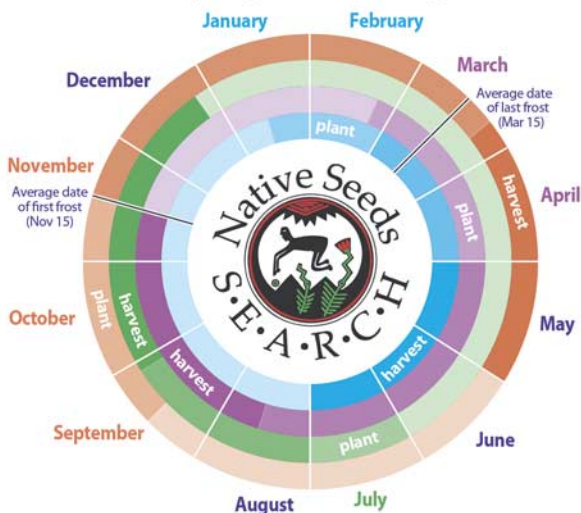 January
February
March
Average date
of last frost
(Mar 15)
April
May
June
July
August
September
October
November
Average date
of first frost
(Nov 15)
December
harvest
plant
plant
harvest
plant
harvest
harvest
plant
plant
Native Seeds
S•E•A•R•C•H
®